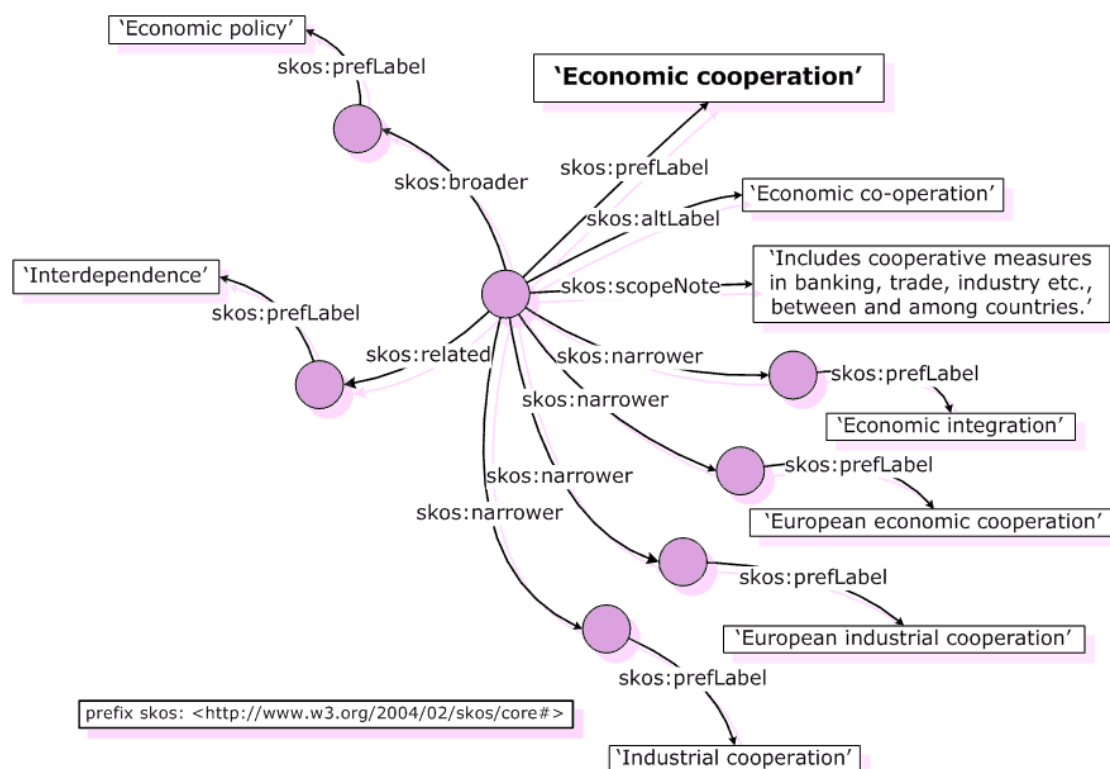 ‘Economic policy’
skos:prefLabel
‘Economic cooperation’
skos:prefLabel
skos:broader
‘Economic co-operation’
skos:altLabel
‘Interdependence’
skos:prefLabel
skos:scopeNote
‘Includes cooperative measures
in banking, trade, industry etc.,
between and among countries.’
skos:related
skos:narrower
skos:prefLabel
‘Economic integration’
skos:narrower
skos:prefLabel
‘European economic cooperation’
skos:narrower
skos:prefLabel
‘European industrial cooperation’
skos:narrower
skos:prefLabel
‘Industrial cooperation’
prefix skos: <http://www.w3.org/2004/02/skos/core#>